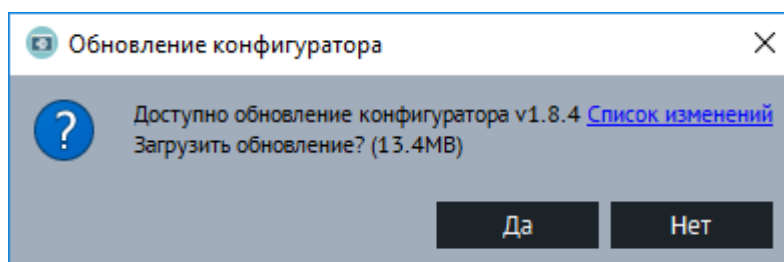 Обновление конфигуратора
Доступно обновление конфигуратора v1.8.4 Список изменений
Загрузить обновление? (13.4MB)
Да Нет